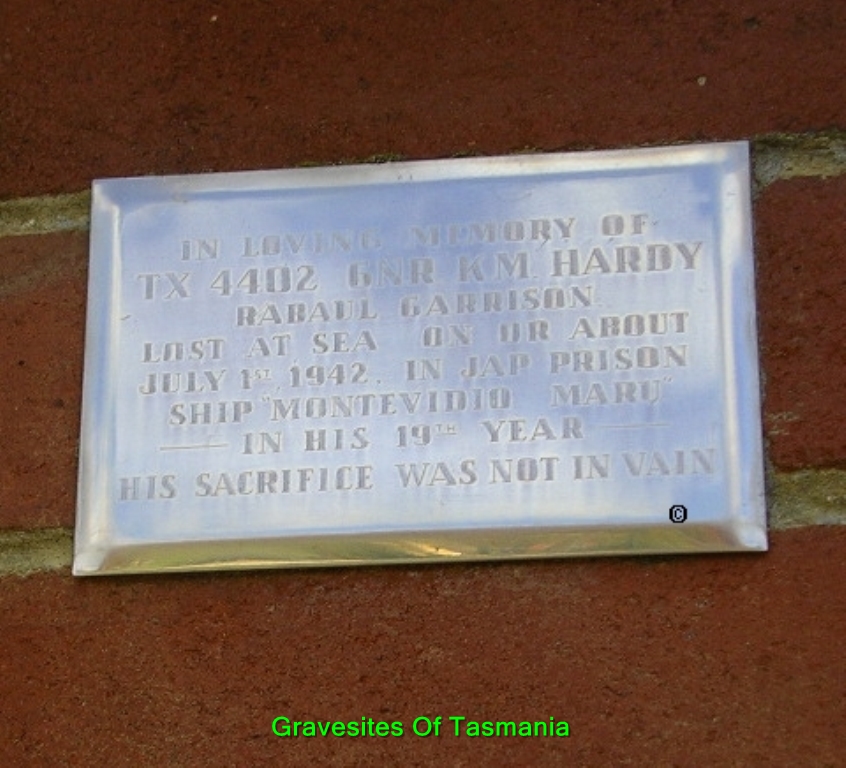 IN LOVING MEMORY OF
TX 4402 GNR K M HARDY
RABAUL GARRISON
LOST AT SEA ON OR ABOUT
JULY 1ST 1942. IN JAP PRISON
SHIP "MONTEVIDIO MARU"
— IN HIS 19TH YEAR —
HIS SACRIFICE WAS NOT IN VAIN
©
Gravesites Of Tasmania